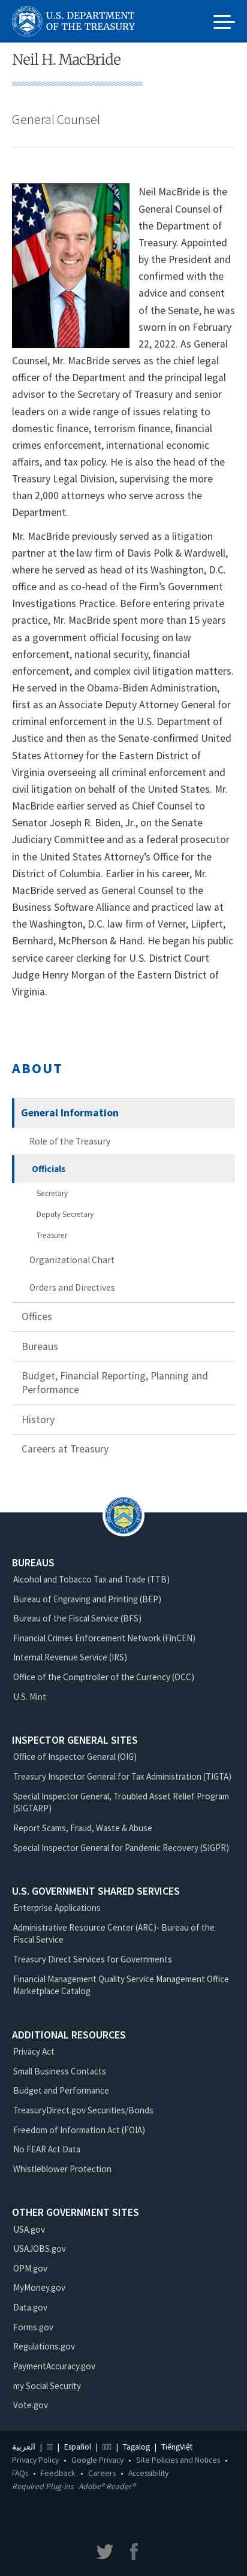 U.S. DEPARTMENT
OF THE TREASURY
Neil H. MacBride
General Counsel
Neil MacBride is the
General Counsel of
the Department of
Treasury. Appointed
by the President and
confirmed with the
advice and consent
of the Senate, he was
sworn in on February
22, 2022. As General
Counsel, Mr. MacBride serves as the chief legal
officer of the Department and the principal legal
advisor to the Secretary of Treasury and senior
leaders on a wide range of issues relating to
domestic finance, terrorism finance, financial
crimes enforcement, international economic
affairs, and tax policy. He is also the head of the
Treasury Legal Division, supervising the more
than 2,000 attorneys who serve across the
Department.
Mr. MacBride previously served as a litigation
partner at the law firm of Davis Polk & Wardwell,
where he served as head of its Washington, D.C.
office and as co-head of the Firm’s Government
Investigations Practice. Before entering private
practice, Mr. MacBride spent more than 15 years
as a government official focusing on law
enforcement, national security, financial
enforcement, and complex civil litigation matters.
He served in the Obama-Biden Administration,
first as an Associate Deputy Attorney General for
criminal enforcement in the U.S. Department of
Justice and then as the Senate-confirmed United
States Attorney for the Eastern District of
Virginia overseeing all criminal enforcement and
civil litigation on behalf of the United States. Mr.
MacBride earlier served as Chief Counsel to
Senator Joseph R. Biden, Jr., on the Senate
Judiciary Committee and as a federal prosecutor
in the United States Attorney’s Office for the
District of Columbia. Earlier in his career, Mr.
MacBride served as General Counsel to the
Business Software Alliance and practiced law at
the Washington, D.C. law firm of Verner, Liipfert,
Bernhard, McPherson & Hand. He began his public
service career clerking for U.S. District Court
Judge Henry Morgan of the Eastern District of
Virginia.
ABOUT
General Information
Role of the Treasury
Officials
Secretary
Deputy Secretary
Treasurer
Organizational Chart
Orders and Directives
Offices
Bureaus
Budget, Financial Reporting, Planning and
Performance
History
Careers at Treasury
BUREAUS
Alcohol and Tobacco Tax and Trade (TTB)
Bureau of Engraving and Printing (BEP)
Bureau of the Fiscal Service (BFS)
Financial Crimes Enforcement Network (FinCEN)
Internal Revenue Service (IRS)
Office of the Comptroller of the Currency (OCC)
U.S. Mint
INSPECTOR GENERAL SITES
Office of Inspector General (OIG)
Treasury Inspector General for Tax Administration (TIGTA)
Special Inspector General, Troubled Asset Relief Program
(SIGTARP)
Report Scams, Fraud, Waste & Abuse
Special Inspector General for Pandemic Recovery (SIGPR)
U.S. GOVERNMENT SHARED SERVICES
Enterprise Applications
Administrative Resource Center (ARC)- Bureau of the
Fiscal Service
Treasury Direct Services for Governments
Financial Management Quality Service Management Office
Marketplace Catalog
ADDITIONAL RESOURCES
Privacy Act
Small Business Contacts
Budget and Performance
TreasuryDirect.gov Securities/Bonds
Freedom of Information Act (FOIA)
No FEAR Act Data
Whistleblower Protection
OTHER GOVERNMENT SITES
USA.gov
USAJOBS.gov
OPM.gov
MyMoney.gov
Data.gov
Forms.gov
Regulations.gov
PaymentAccuracy.gov
my Social Security
Vote.gov
العربية | | Español | | Tagalog | TiếngViệt
Privacy Policy • Google Privacy • Site Policies and Notices •
FAQs • Feedback • Careers • Accessibility
Required Plug-ins Adobe® Reader®